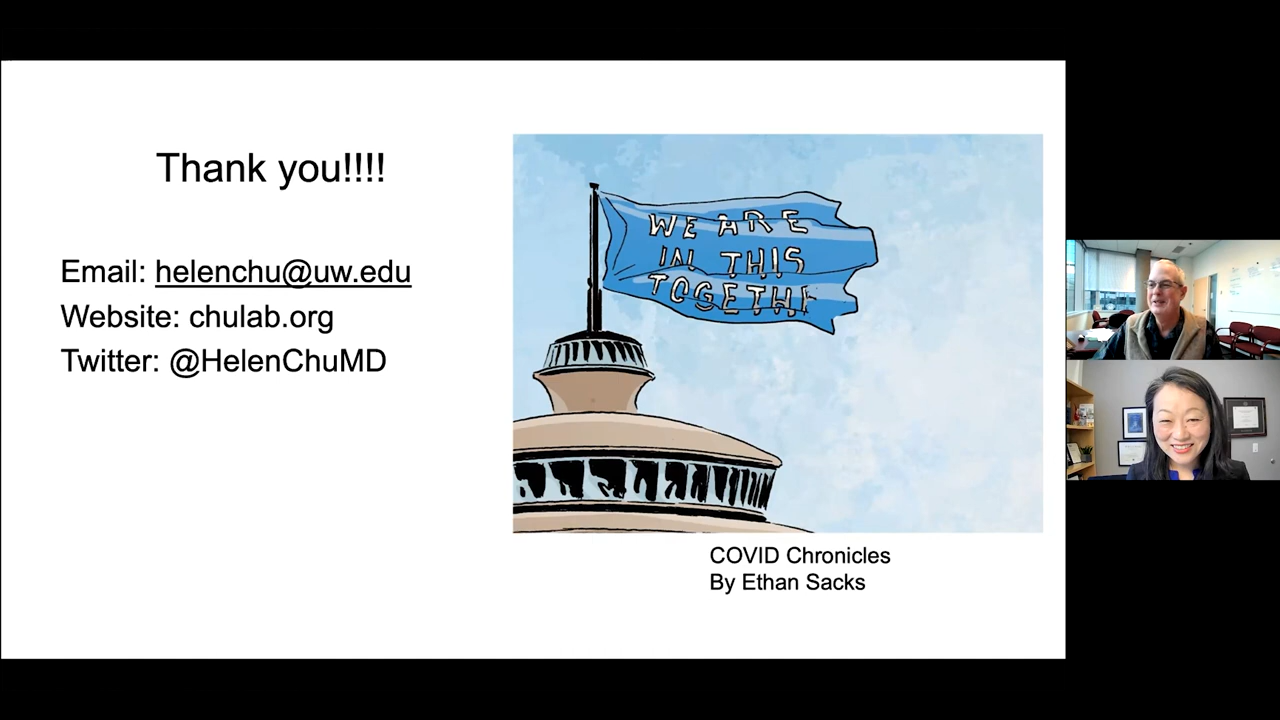 Thank you!!!!
Email: helenchu@uw.edu
Website: chulab.org
Twitter: @HelenChuMD
WE ARE
IN THIS
TOGETHE
COVID Chronicles
By Ethan Sacks